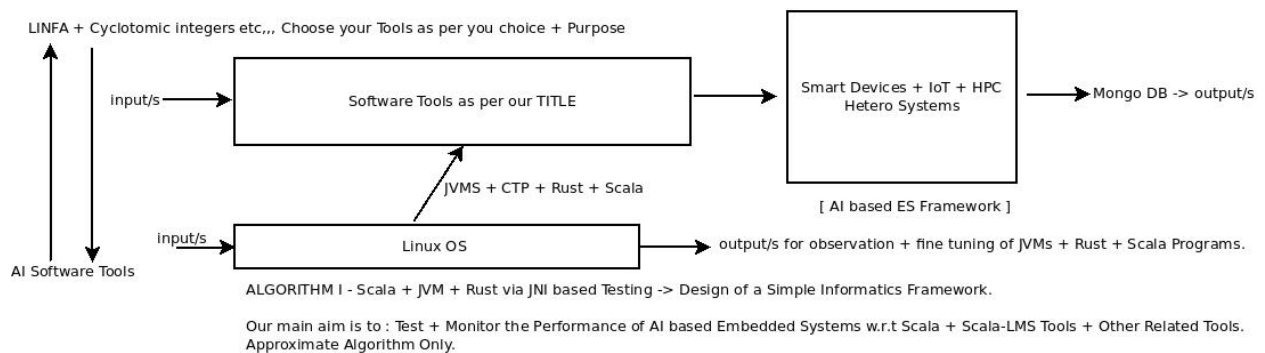 LINFA + Cyclotomic integers etc,,, Choose your Tools as per you choice + Purpose
input/s
Software Tools as per our TITLE
Smart Devices + IoT + HPC
Hetero Systems
Mongo DB -> output/s
JVMS + CTP + Rust + Scala
[ AI based ES Framework ]
input/s
Linux OS
output/s for observation + fine tuning of JVMs + Rust + Scala Programs.
AI Software Tools
ALGORITHM I - Scala + JVM + Rust via JNI based Testing -> Design of a Simple Informatics Framework.
Our main aim is to : Test + Monitor the Performance of AI based Embedded Systems w.r.t Scala + Scala-LMS Tools + Other Related Tools.
Approximate Algorithm Only.